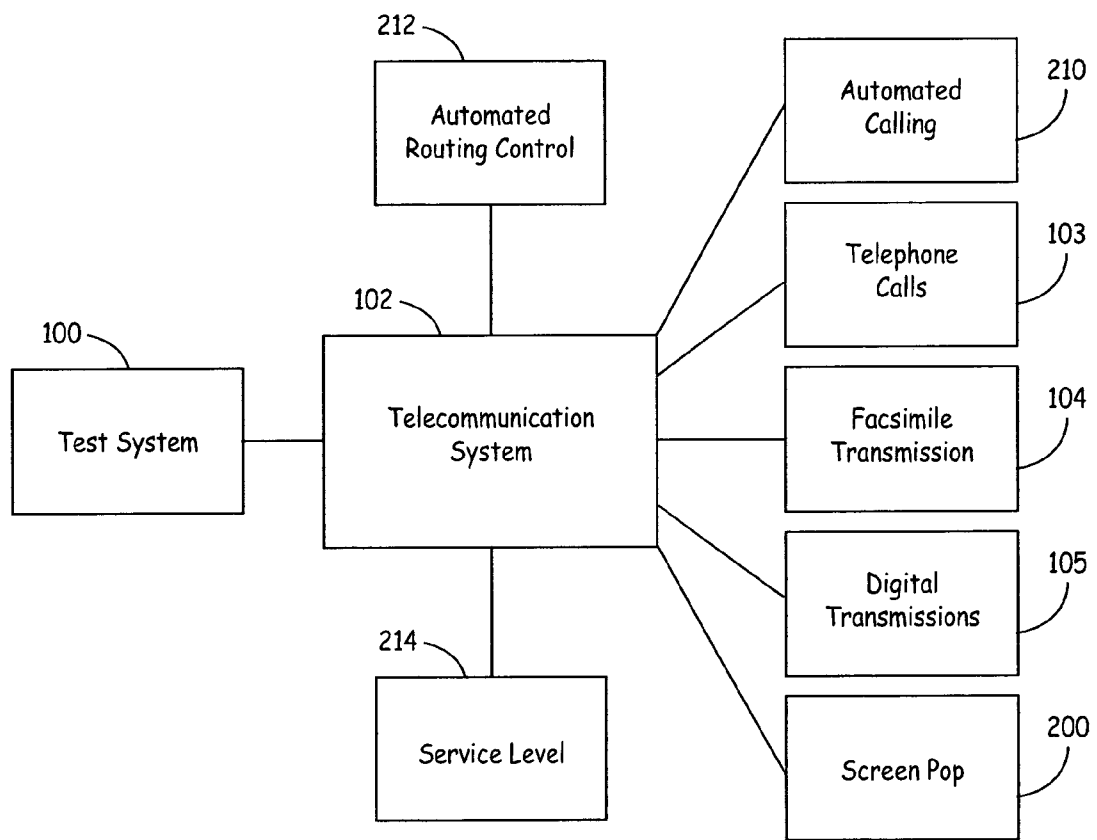 212
Automated
Routing Control
Automated
Calling
210
Telephone
Calls
103
100
Test System
102
Telecommunication
System
Facsimile
Transmission
104
Digital
Transmissions
105
214
Service Level
Screen Pop
200